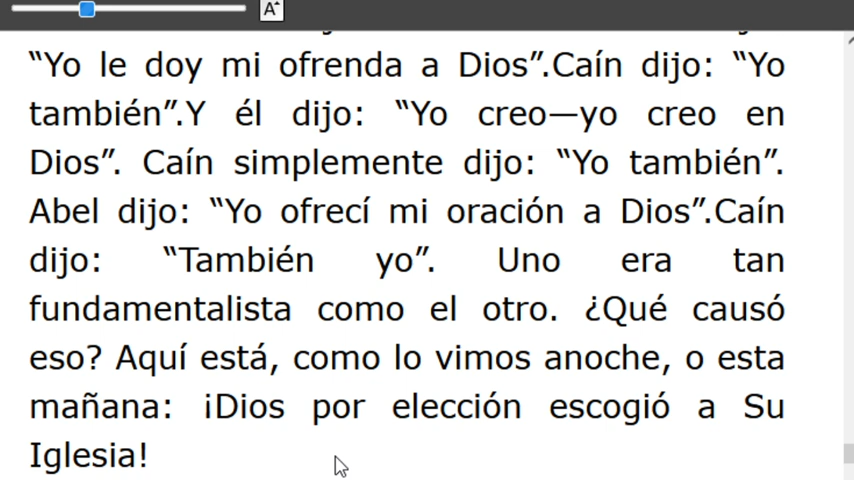 A
“Yo le doy mi ofrenda a Dios”.Caín dijo: “Yo
también”.Y él dijo: “Yo creo—yo creo en
Dios”. Caín simplemente dijo: “Yo también”.
Abel dijo: “Yo ofrecí mi oración a Dios”.Caín
dijo: “También yo”. Uno era tan
fundamentalista como el otro. ¿Qué causó
eso? Aquí está, como lo vimos anoche, o esta
mañana: ¡Dios por elección escogió a Su
Iglesia!